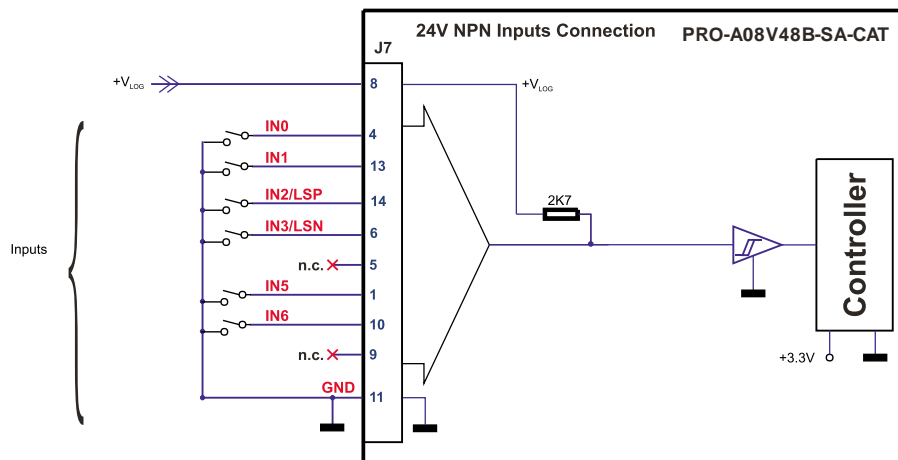 24V NPN Inputs Connection
PRO-A08V48B-SA-CAT
J7
+VLOG
8
+VLOG
IN0
4
IN1
13
IN2/LSP
14
2K7
IN3/LSN
6
Inputs
n.c.
5
IN5
1
IN6
10
n.c.
9
GND
11
Controller
+3.3V